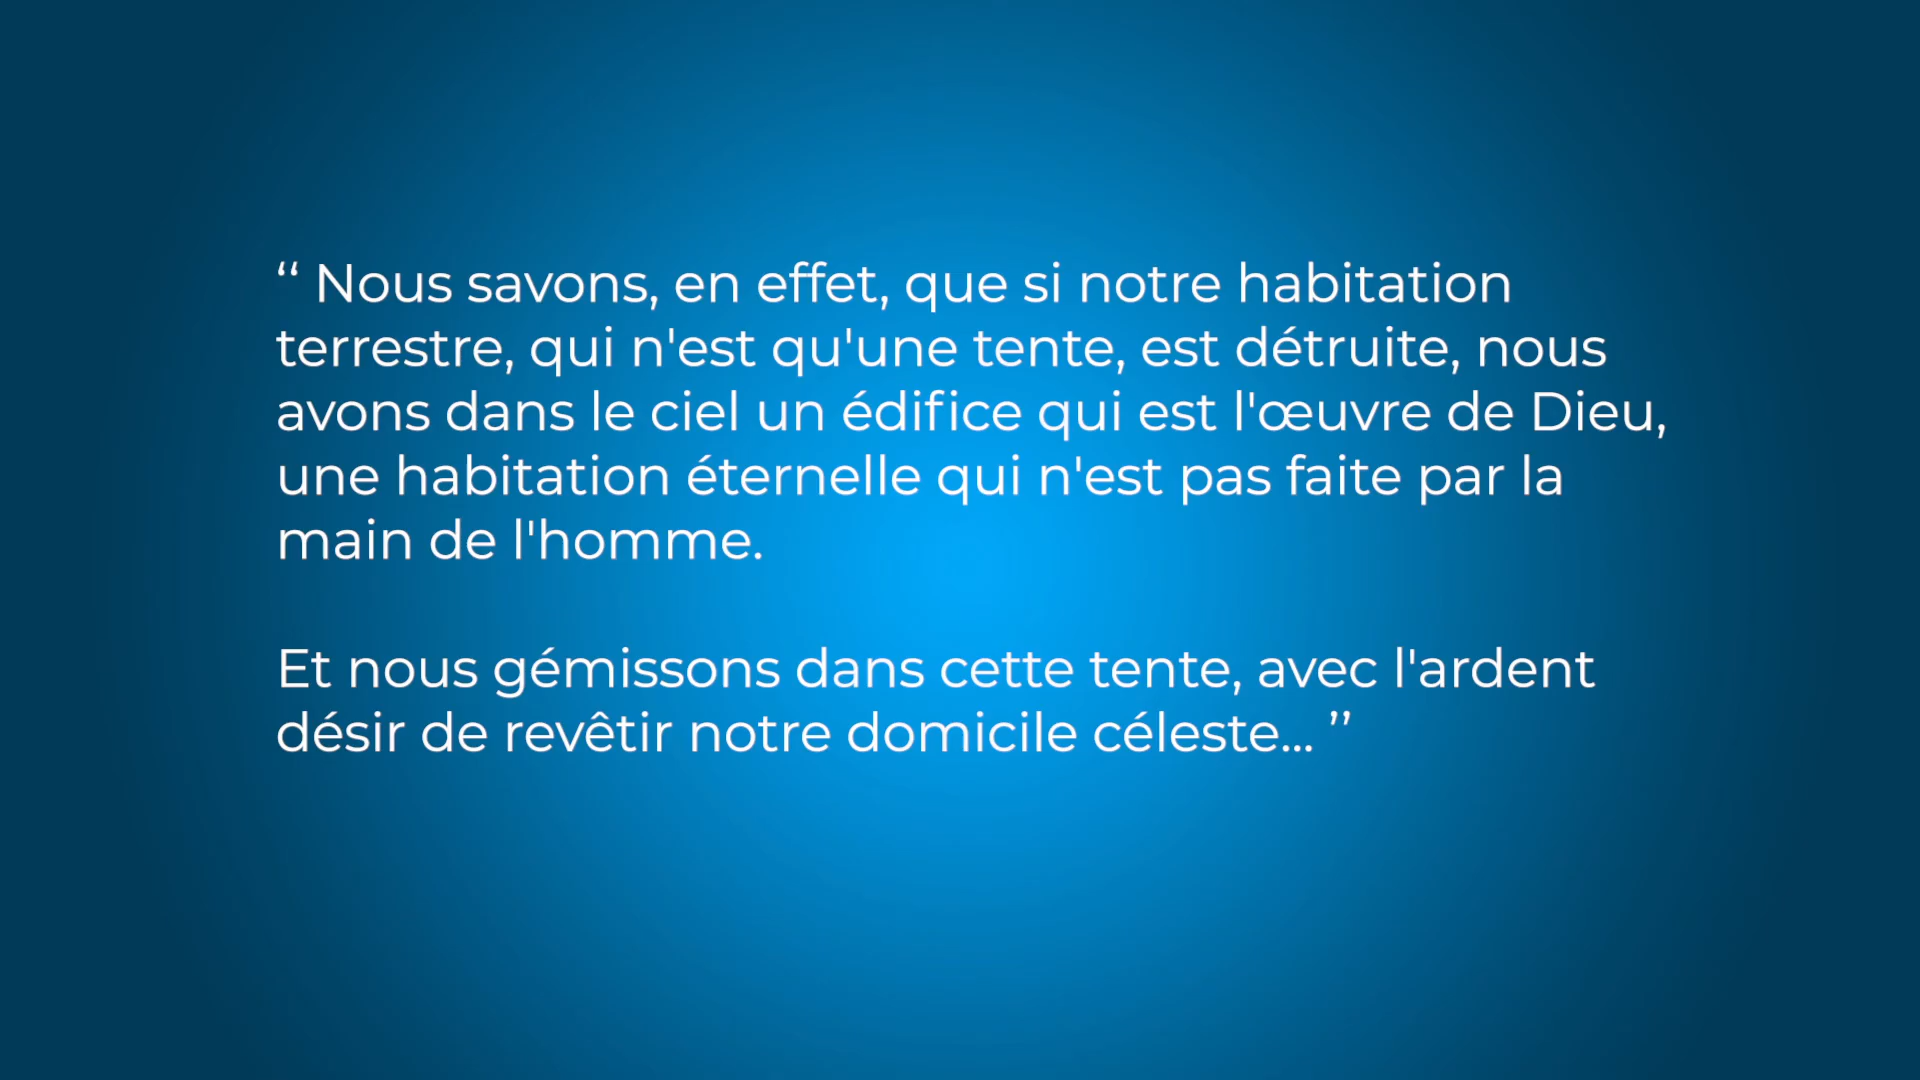 ‘‘ Nous savons, en effet, que si notre habitation
terrestre, qui n'est qu'une tente, est détruite, nous
avons dans le ciel un édifice qui est l'œuvre de Dieu,
une habitation éternelle qui n'est pas faite par la
main de l'homme.
Et nous gémissons dans cette tente, avec l'ardent
désir de revêtir notre domicile céleste... ’’